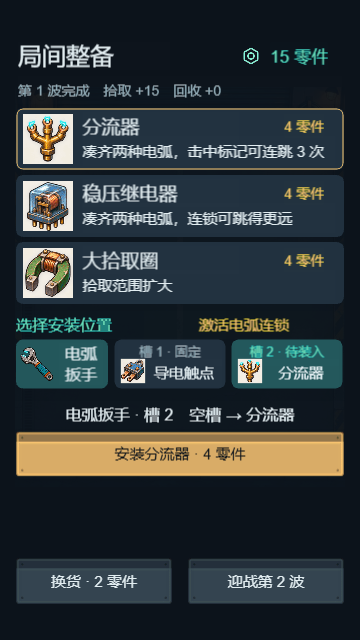 局间整备
15 零件
第 1 波完成 拾取 +15 回收 +0
分流器
4 零件
凑齐两种电弧，击中标记可连跳 3 次
稳压继电器
4 零件
凑齐两种电弧，连锁可跳得更远
大拾取圈
4 零件
拾取范围扩大
选择安装位置
激活电弧连锁
电弧
扳手
槽 1 · 固定
导电触点
槽 2 · 待装入
分流器
电弧扳手 · 槽 2 空槽 → 分流器
安装分流器 · 4 零件
换货 · 2 零件
迎战第 2 波